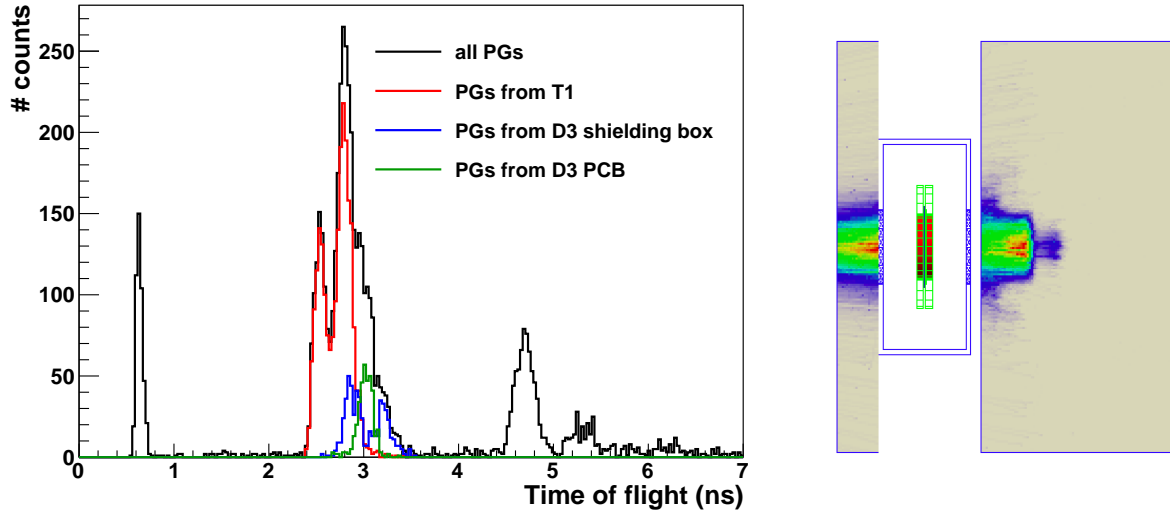 # counts
250
200
150
100
50
0
all PGs
PGs from T1
PGs from D3 shielding box
PGs from D3 PCB
0 1 2 3 4 5 6 7
Time of flight (ns)